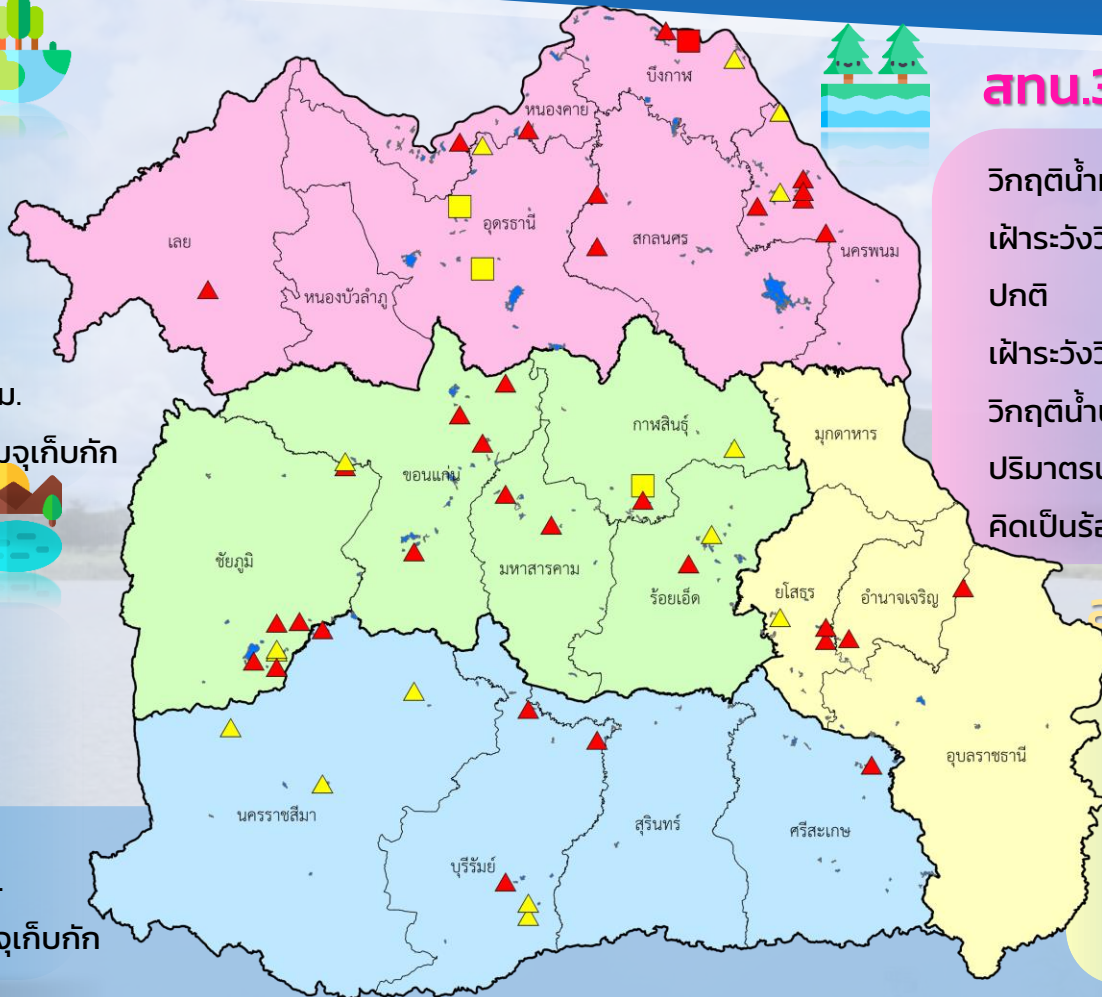 สทน.3
บึงกาฬ
หนองคาย
เลย
อุดรธานี
สกลนคร
นครพนม
หนองบัวลำภู
วิกฤติน้ำ
เฝ้าระวัง
ปกติ
เฝ้าระวัง
วิกฤติน้ำ
ปริมาตร
คิดเป็น
ม.
มจุเก็บกัก
กาฬสินธุ์
มุกดาหาร
ขอนแก่น
ชัยภูมิ
มหาสารคาม
ร้อยเอ็ด
ยโสธร
อำนาจเจริญ
อุบลราชธานี
นครราชสีมา
บุรีรัมย์
สุรินทร์
ศรีสะเกษ
จุเก็บกัก